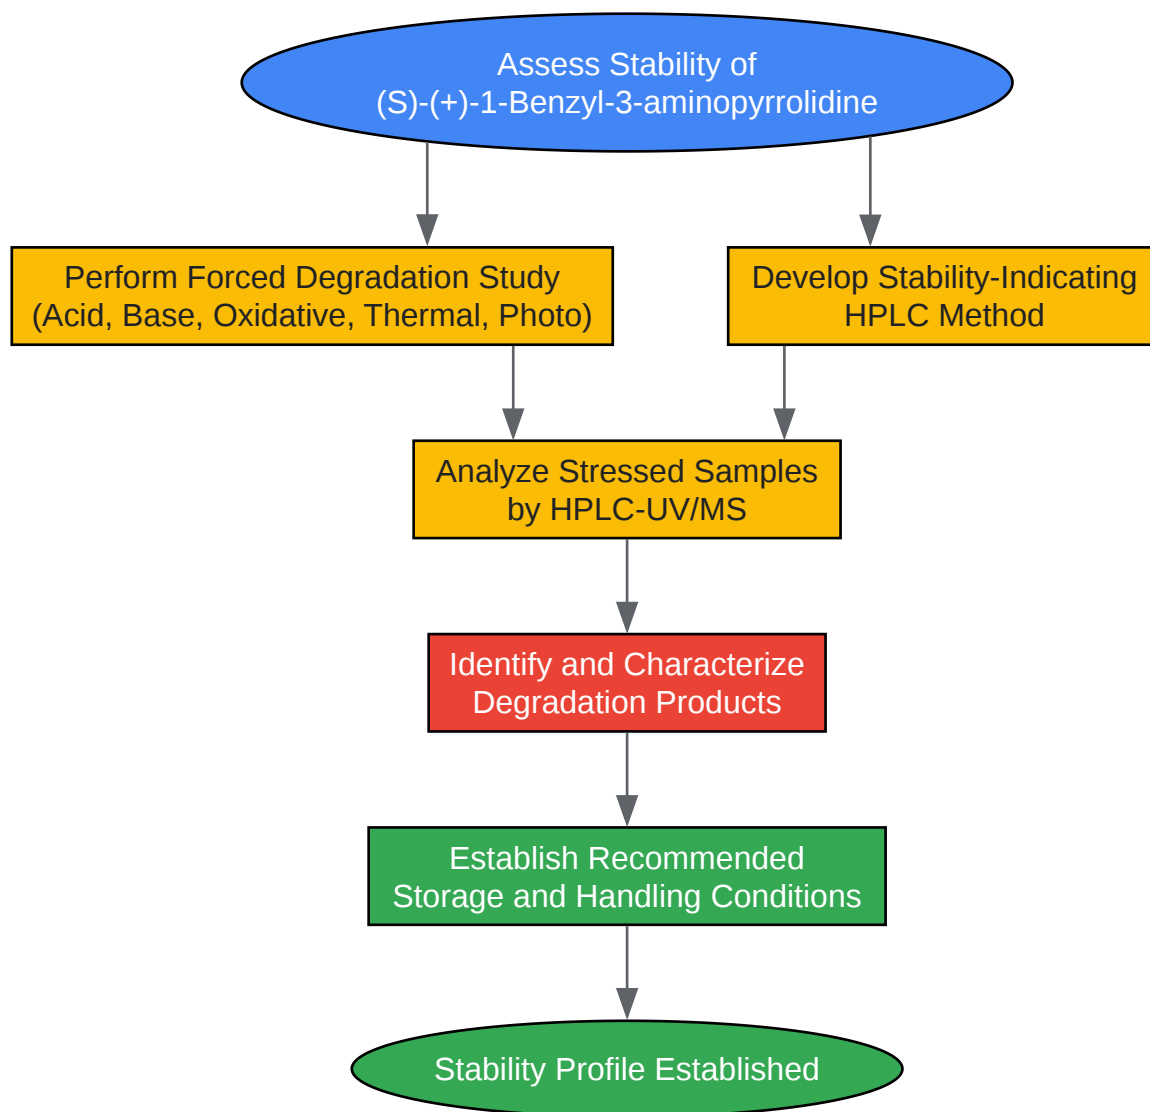 Assess Stability of
(S)-(+)-1-Benzyl-3-aminopyrrolidine
Perform Forced Degradation Study
(Acid, Base, Oxidative, Thermal, Photo)
Develop Stability-Indicating
HPLC Method
Analyze Stressed Samples
by HPLC-UV/MS
Identify and Characterize
Degradation Products
Establish Recommended
Storage and Handling Conditions
Stability Profile Established